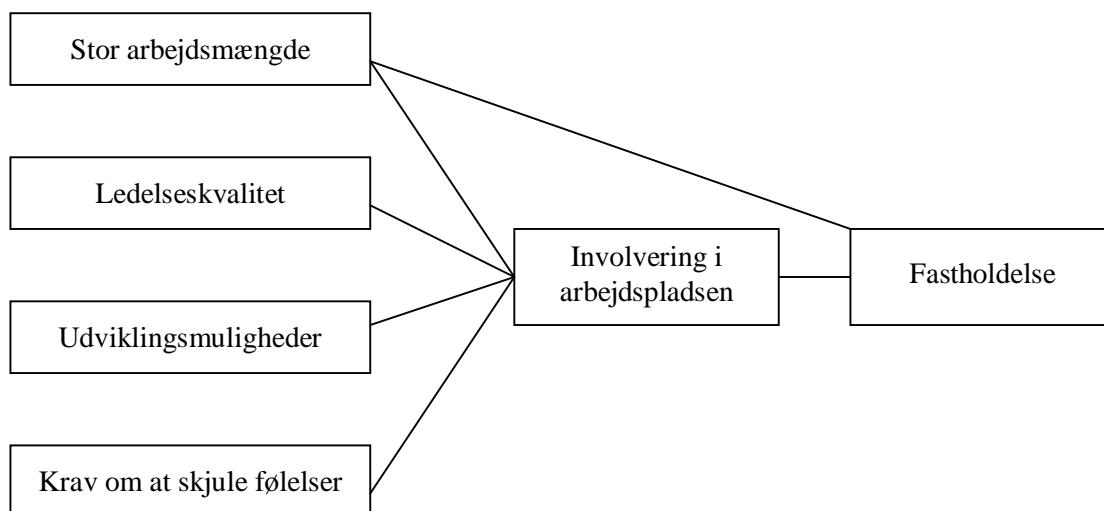 Stor arbejdsmængde
Ledelseskvalitet
Involvering i
arbejdspladsen
Fastholdelse
Udviklingsmuligheder
Krav om at skjule følelser